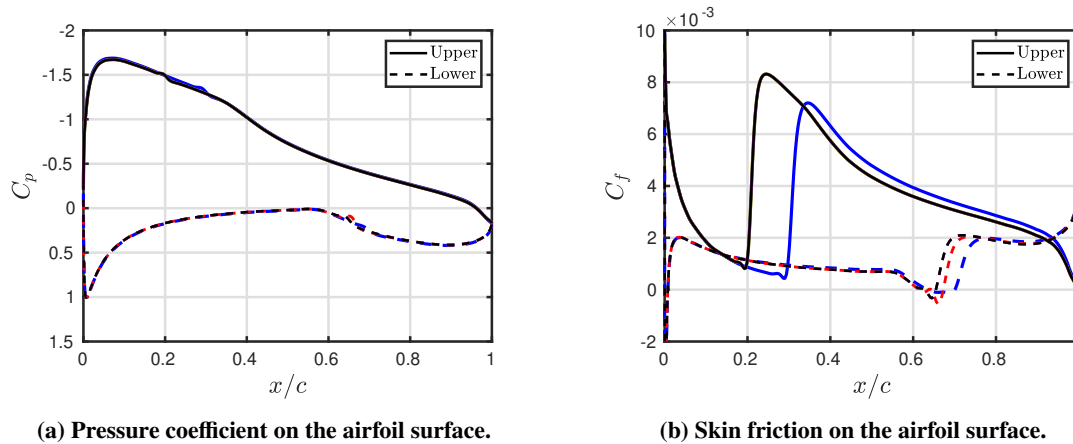 -2
-1.5
-1
-0.5
0
0.5
1
1.5
C_p
0 0.2 0.4 0.6 0.8 1
x/c
Upper
Lower
(a) Pressure coefficient on the airfoil surface.
×10⁻³
10
8
6
4
2
0
-2
C_f
0 0.2 0.4 0.6 0.8
x/c
Upper
Lower
(b) Skin friction on the airfoil surface.